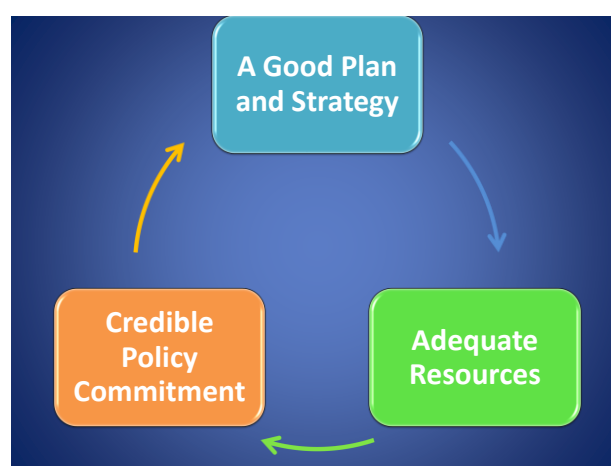 A Good Plan
and Strategy
Adequate
Resources
Credible
Policy
Commitment